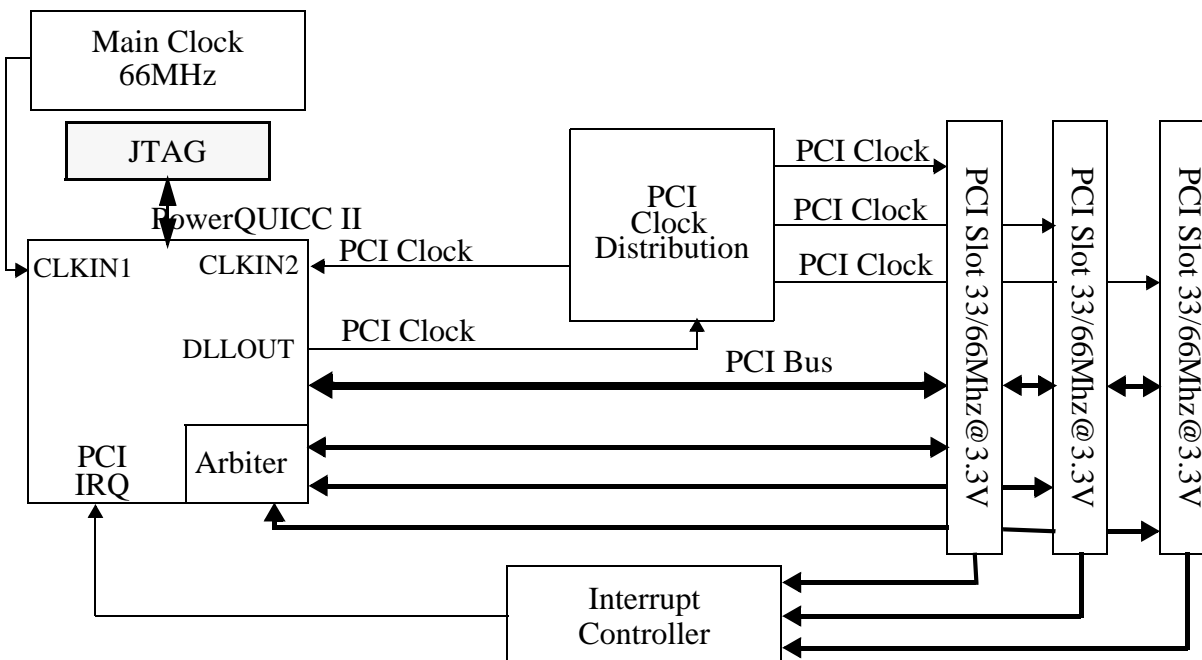 Main Clock
66MHz
JTAG
PowerQUICC II
CLKIN1
CLKIN2
PCI Clock
DLLOUT
PCI Clock
PCI
Clock
Distribution
PCI Clock
PCI Clock
PCI Clock
PCI Bus
PCI
IRQ
Arbiter
PCI Slot 33/66Mhz@3.3V
PCI Slot 33/66Mhz@3.3V
PCI Slot 33/66Mhz@3.3V
Interrupt
Controller